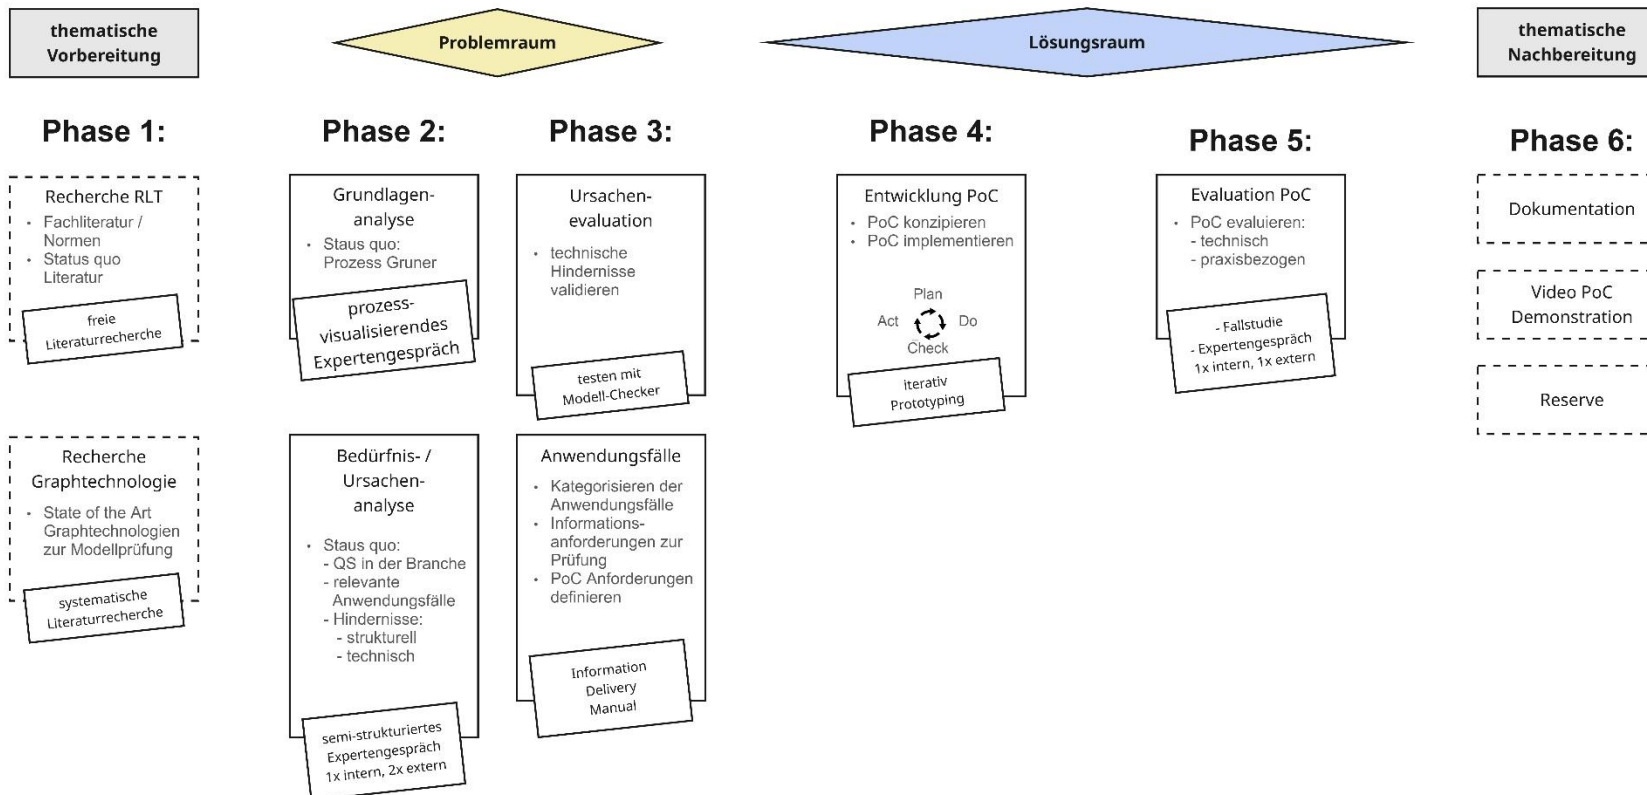 thematische
Vorbereitung
Problemraum
Lösungsraum
thematische
Nachbereitung
Phase 1:
Recherche RLT
• Fachliteratur /
Normen
• Status quo
Literatur
freie
Literaturrecherche
Recherche
Graphtechnologie
• State of the Art
Graphtechnologien
zur Modellprüfung
systematische
Literaturrecherche
Phase 2:
Grundlagen-
analyse
• Staus quo:
Prozess Gruner
prozess-
visualisierendes
Expertengespräch
Bedürfnis- /
Ursachen-
analyse
• Staus quo:
- QS in der Branche
- relevante
Anwendungsfälle
- Hindernisse:
- strukturell
- technisch
semi-strukturiertes
Expertengespräch
1x intern, 2x extern
Phase 3:
Ursachen-
evaluation
• technische
Hindernisse
validieren
testen mit
Modell-Checker
Anwendungsfälle
• Kategorisieren der
Anwendungsfälle
• Informations-
anforderungen zur
Prüfung
• PoC Anforderungen
definieren
Information
Delivery
Manual
Phase 4:
Entwicklung PoC
• PoC konzipieren
• PoC implementieren
Plan
Act
Do
Check
iterativ
Prototyping
Phase 5:
Evaluation PoC
• PoC evaluieren:
- technisch
- praxisbezogen
- Fallstudie
- Expertengespräch
1x intern, 1x extern
Phase 6:
Dokumentation
Video PoC
Demonstration
Reserve